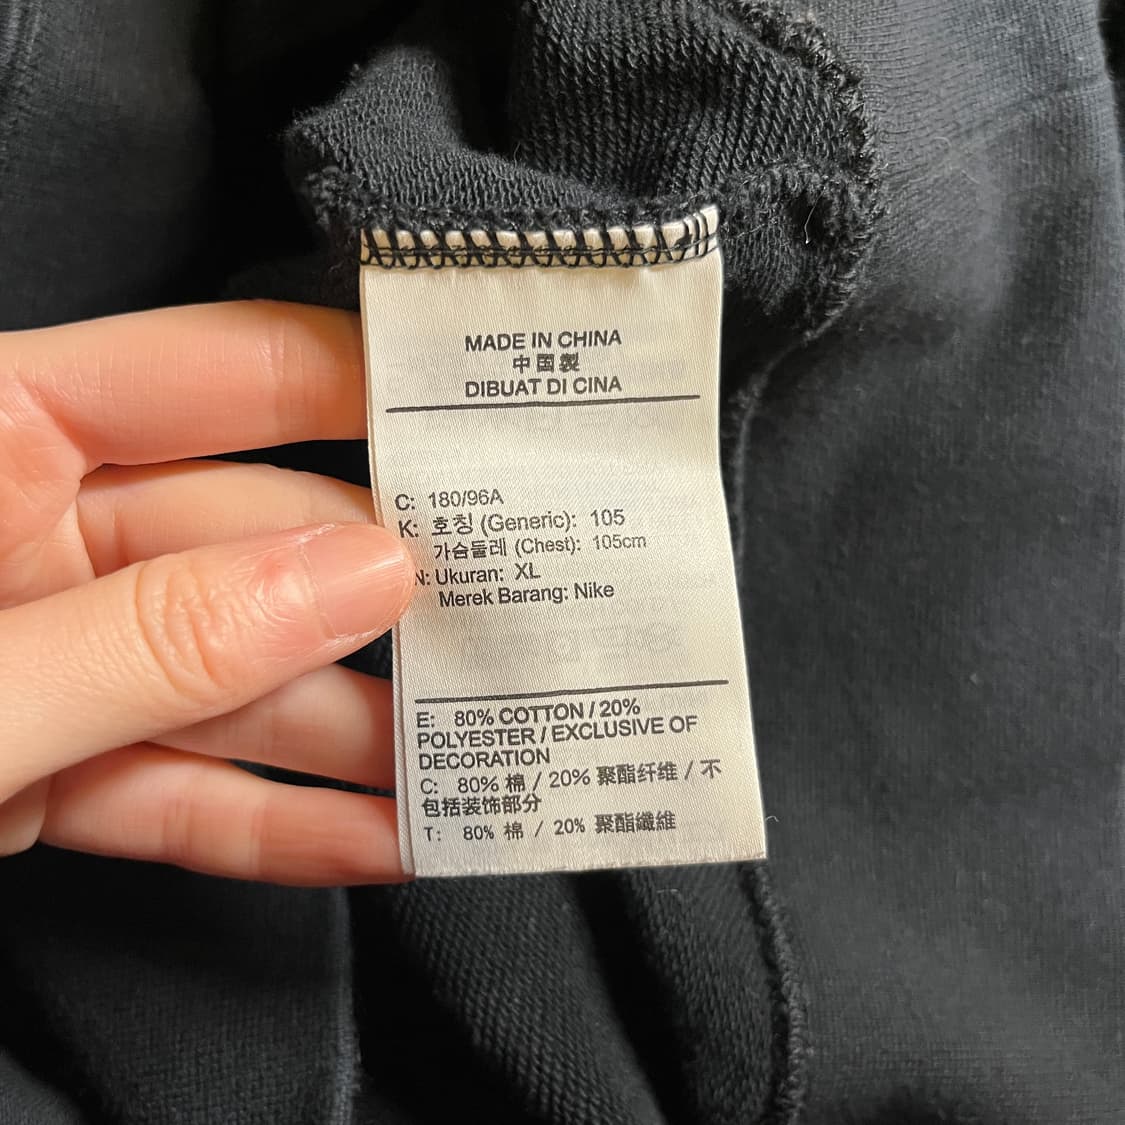 MADE IN CHINA
中国製
DIBUAT DI CINA
C: 180/96A
K: 호칭 (Generic): 105
가슴둘레 (Chest): 105cm
N: Ukuran: XL
Merek Barang: Nike
E: 80% COTTON / 20%
POLYESTER / EXCLUSIVE OF
DECORATION
C: 80% 棉 / 20% 聚酯纤维 / 不
包括装饰部分
T: 80% 棉 / 20% 聚酯纖維